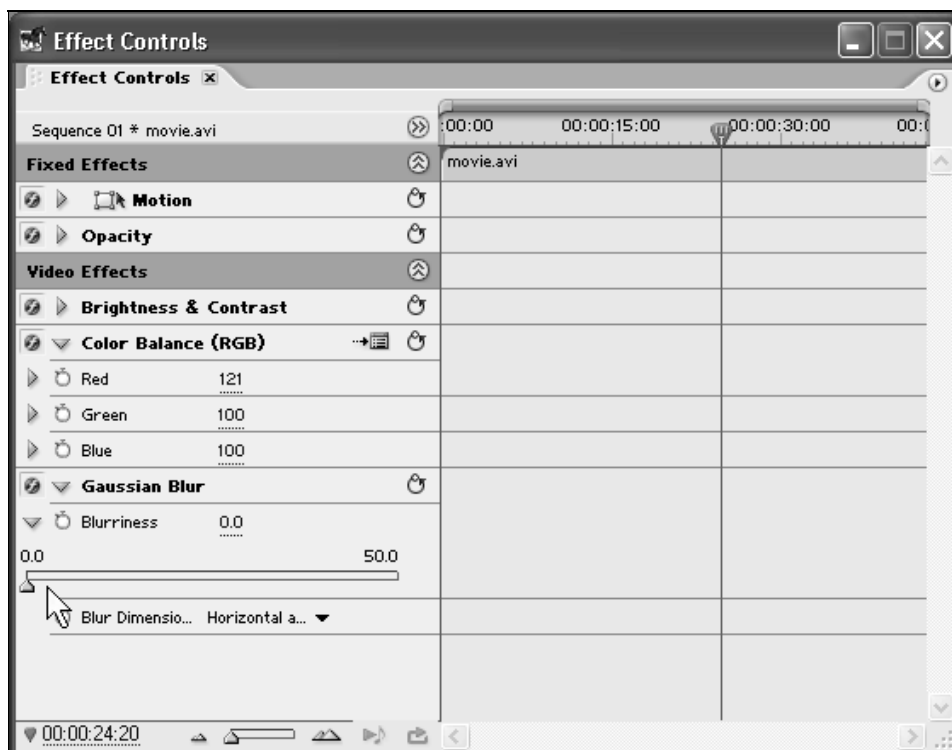 Effect Controls
Effect Controls
Sequence 01 * movie.avi
:00:00 00:00:15:00 00:00:30:00 00:(
Fixed Effects
movie.avi
Motion
Opacity
Video Effects
Brightness & Contrast
Color Balance (RGB)
Red 121
Green 100
Blue 100
Gaussian Blur
Blurriness 0.0
0.0 50.0
Blur Dimensio... Horizontal a...
00:00:24:20